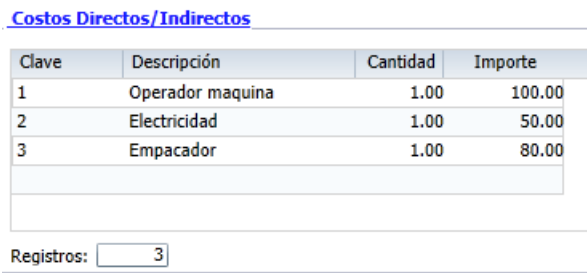 Costos Directos/Indirectos
Clave Descripción Cantidad Importe
1 Operador maquina 1.00 100.00
2 Electricidad 1.00 50.00
3 Empacador 1.00 80.00
Registros: 3